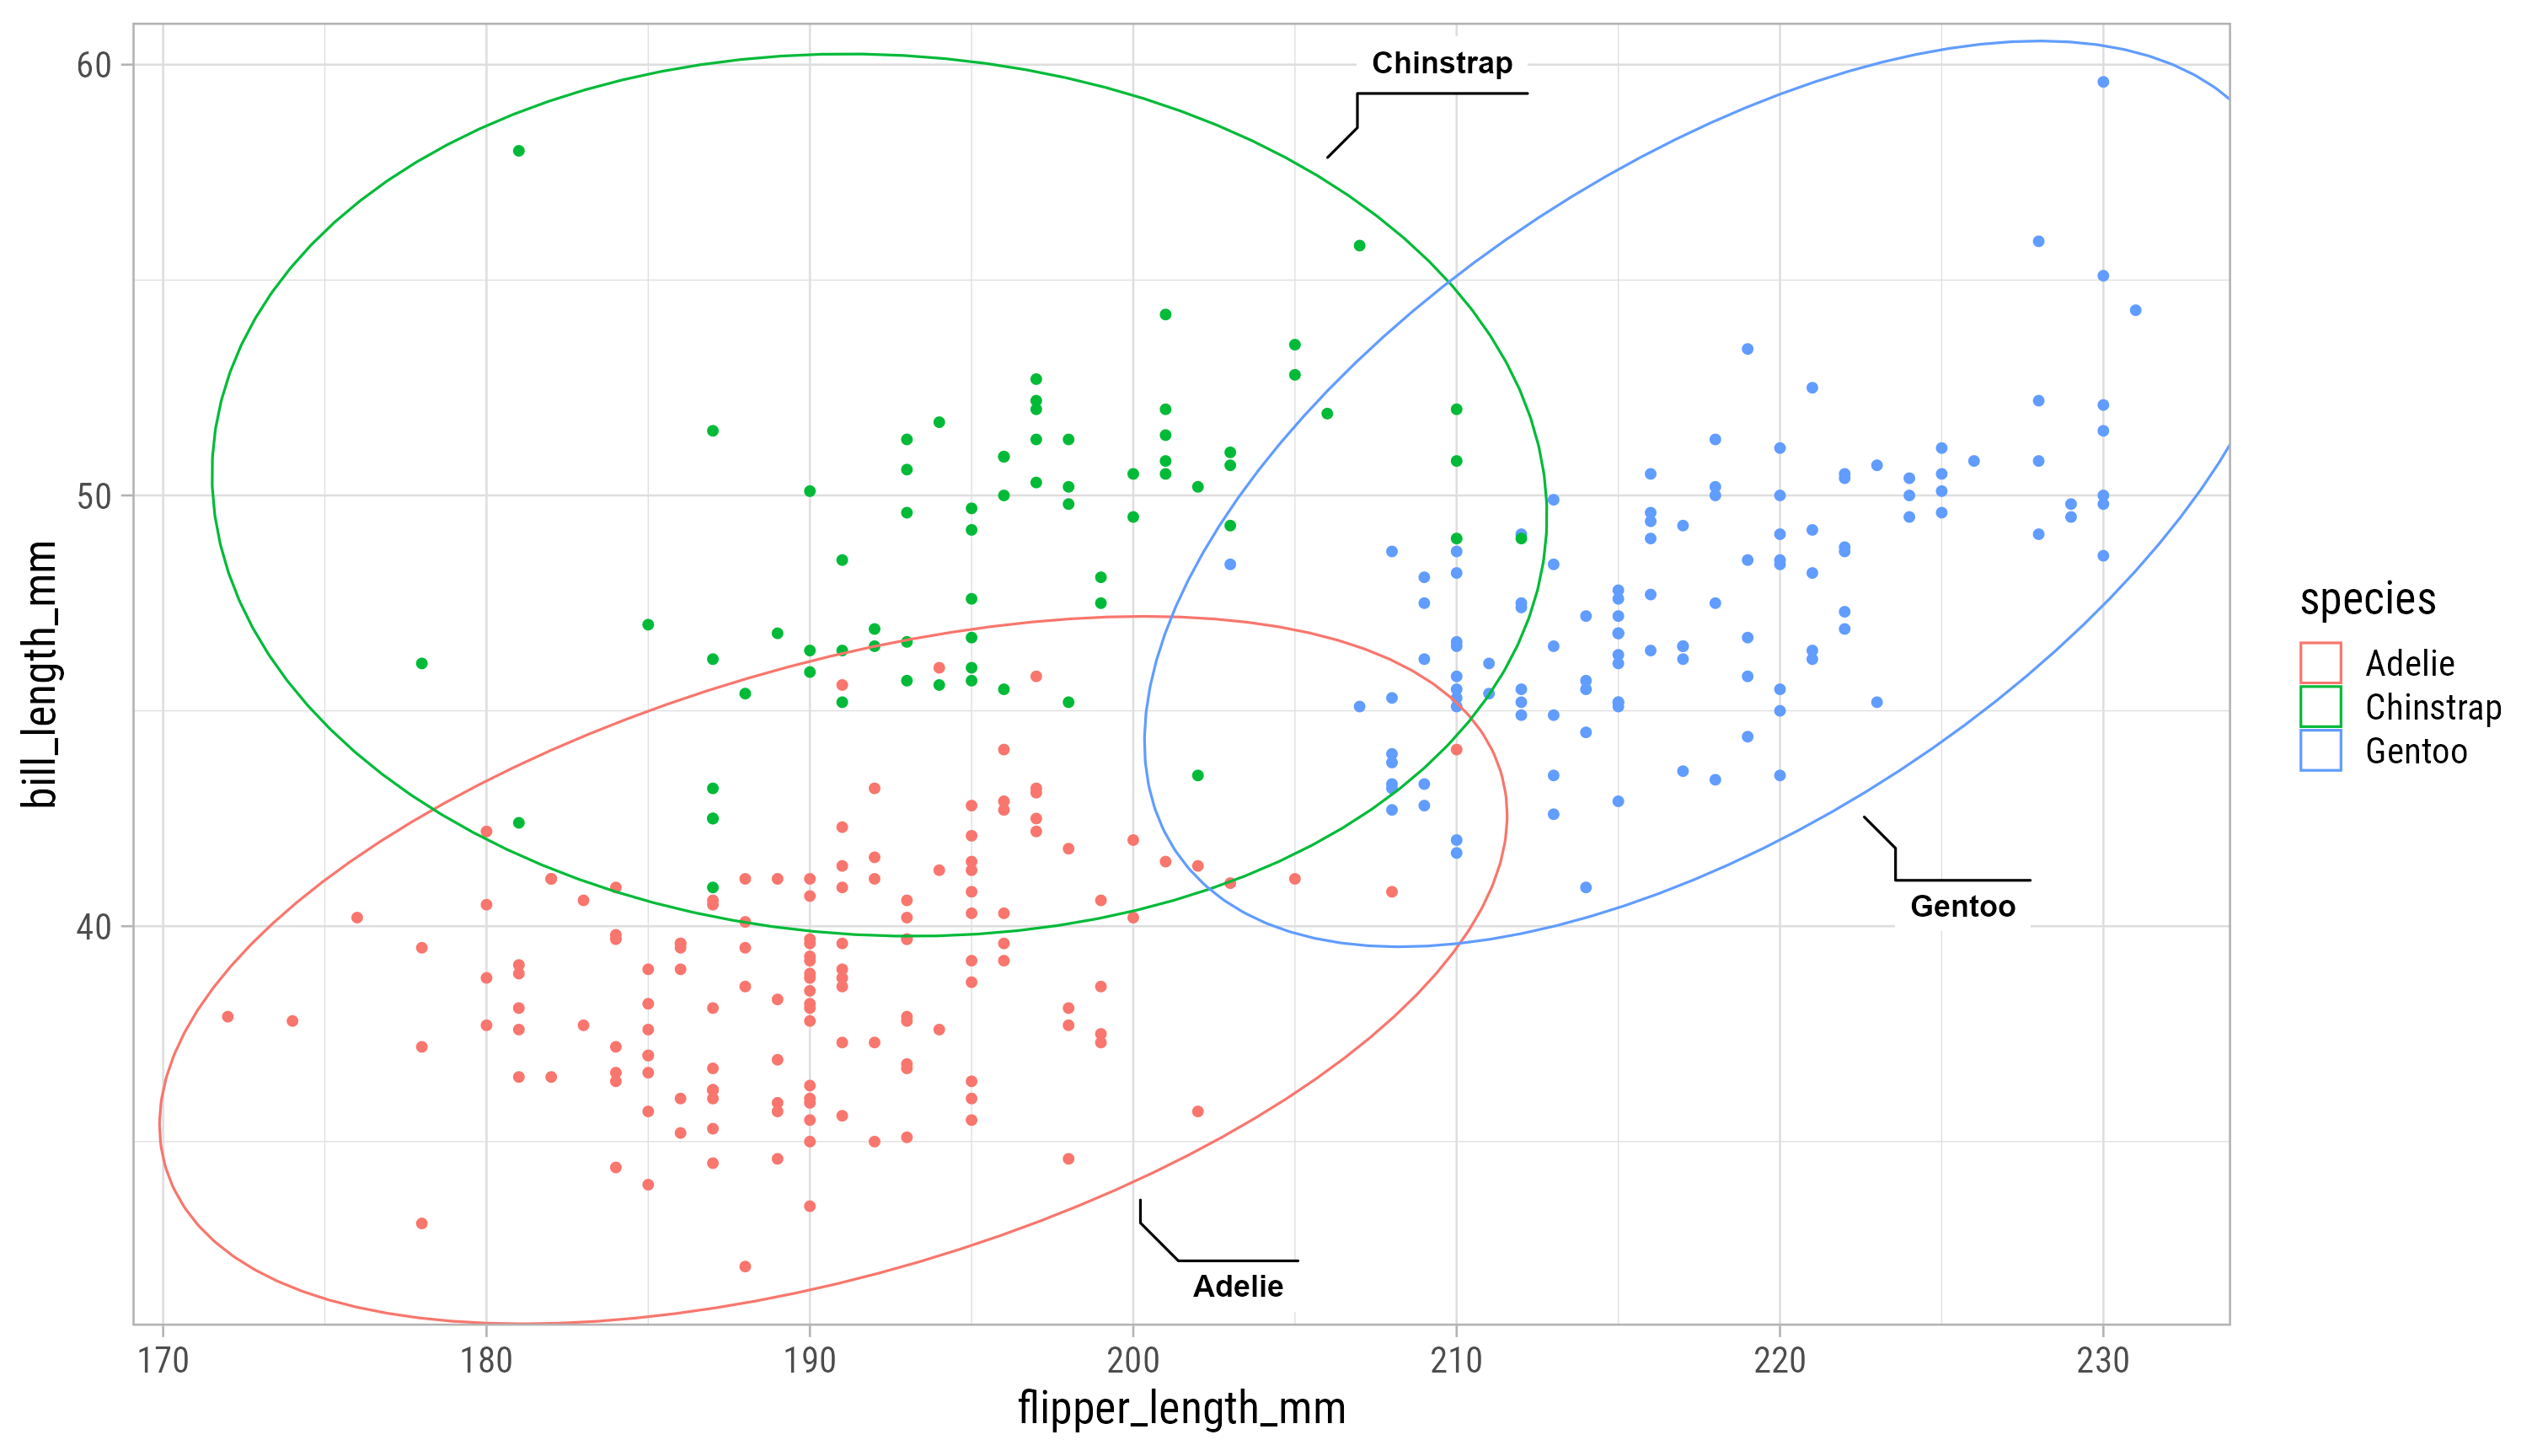 Chinstrap
60
50
40
bill_length_mm
Gentoo
Adelie
170 180 190 200 210 220 230
flipper_length_mm
species
Adelie
Chinstrap
Gentoo